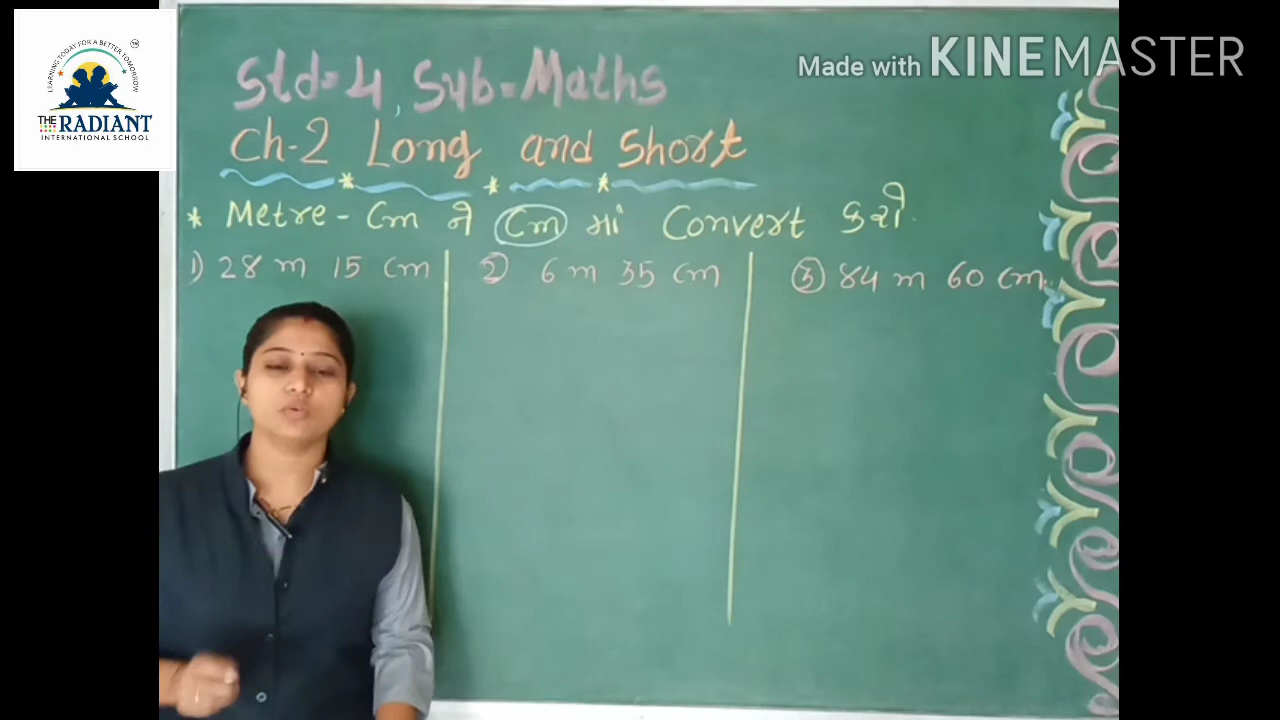 LEARNING TODAY FOR A BETTER TOMORROW
THE RADIANT
INTERNATIONAL SCHOOL
Made with KINEMASTER
Std=4, Sub=Maths
Ch-2 Long and Short
* Metre - Cm ને Cm માં Convert કરો.
1) 28 m 15 cm
2) 6 m 35 cm
3) 84 m 60 cm.